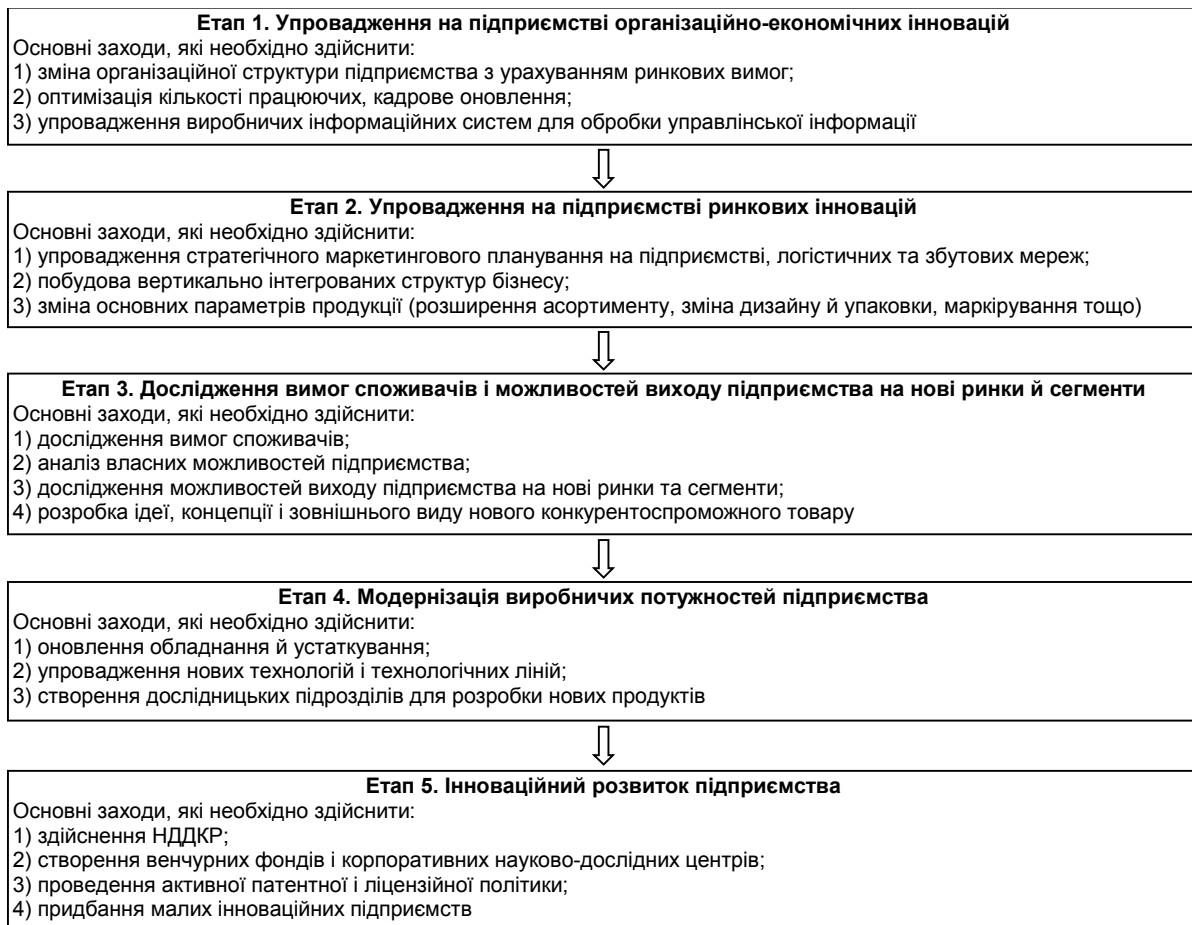 Етап 1. Упровадження на підприємстві організаційно-економічних інновацій
Основні заходи, які необхідно здійснити:
1) зміна організаційної структури підприємства з урахуванням ринкових вимог;
2) оптимізація кількості працюючих, кадрове оновлення;
3) упровадження виробничих інформаційних систем для обробки управлінської інформації
Етап 2. Упровадження на підприємстві ринкових інновацій
Основні заходи, які необхідно здійснити:
1) упровадження стратегічного маркетингового планування на підприємстві, логістичних та збутових мереж;
2) побудова вертикально інтегрованих структур бізнесу;
3) зміна основних параметрів продукції (розширення асортименту, зміна дизайну й упаковки, маркірування тощо)
Етап 3. Дослідження вимог споживачів і можливостей виходу підприємства на нові ринки й сегменти
Основні заходи, які необхідно здійснити:
1) дослідження вимог споживачів;
2) аналіз власних можливостей підприємства;
3) дослідження можливостей виходу підприємства на нові ринки та сегменти;
4) розробка ідеї, концепції і зовнішнього виду нового конкурентоспроможного товару
Етап 4. Модернізація виробничих потужностей підприємства
Основні заходи, які необхідно здійснити:
1) оновлення обладнання й устаткування;
2) упровадження нових технологій і технологічних ліній;
3) створення дослідницьких підрозділів для розробки нових продуктів
Етап 5. Інноваційний розвиток підприємства
Основні заходи, які необхідно здійснити:
1) здійснення НДДКР;
2) створення венчурних фондів і корпоративних науково-дослідних центрів;
3) проведення активної патентної і ліцензійної політики;
4) придбання малих інноваційних підприємств